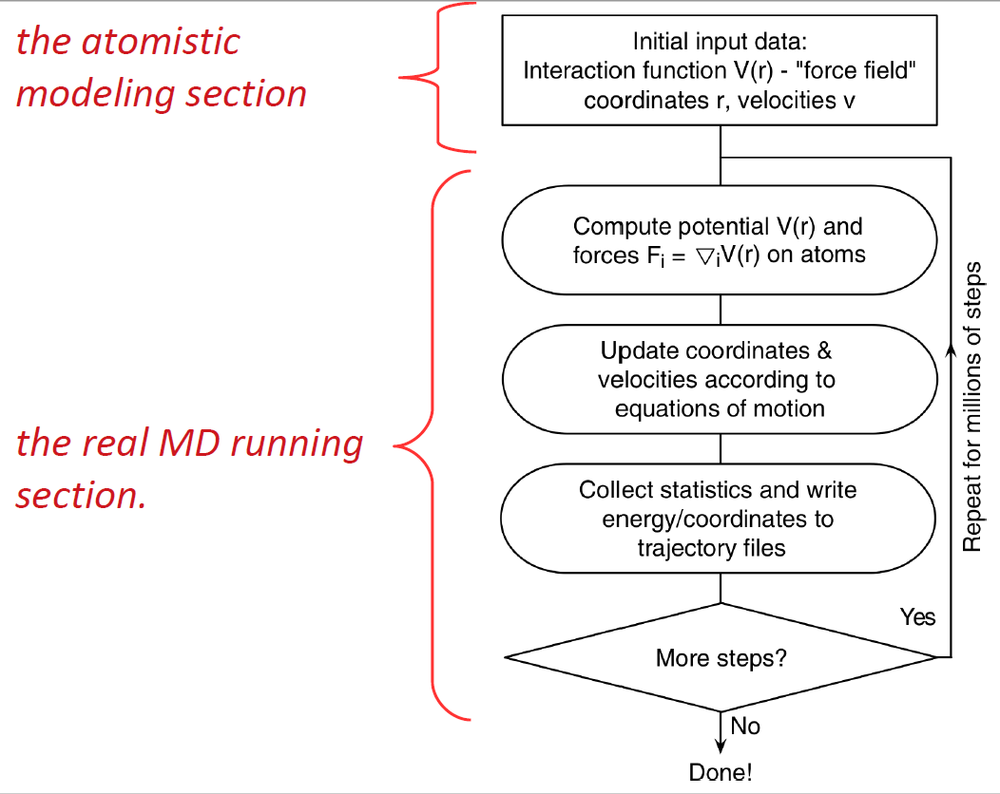 the atomistic
modeling section
Initial input data:
Interaction function V(r) - "force field"
coordinates r, velocities v
Compute potential V(r) and
forces Fi = ▽iV(r) on atoms
Update coordinates &
velocities according to
equations of motion
the real MD running
section.
Collect statistics and write
energy/coordinates to
trajectory files
Repeat for millions of steps
Yes
More steps?
No
Done!